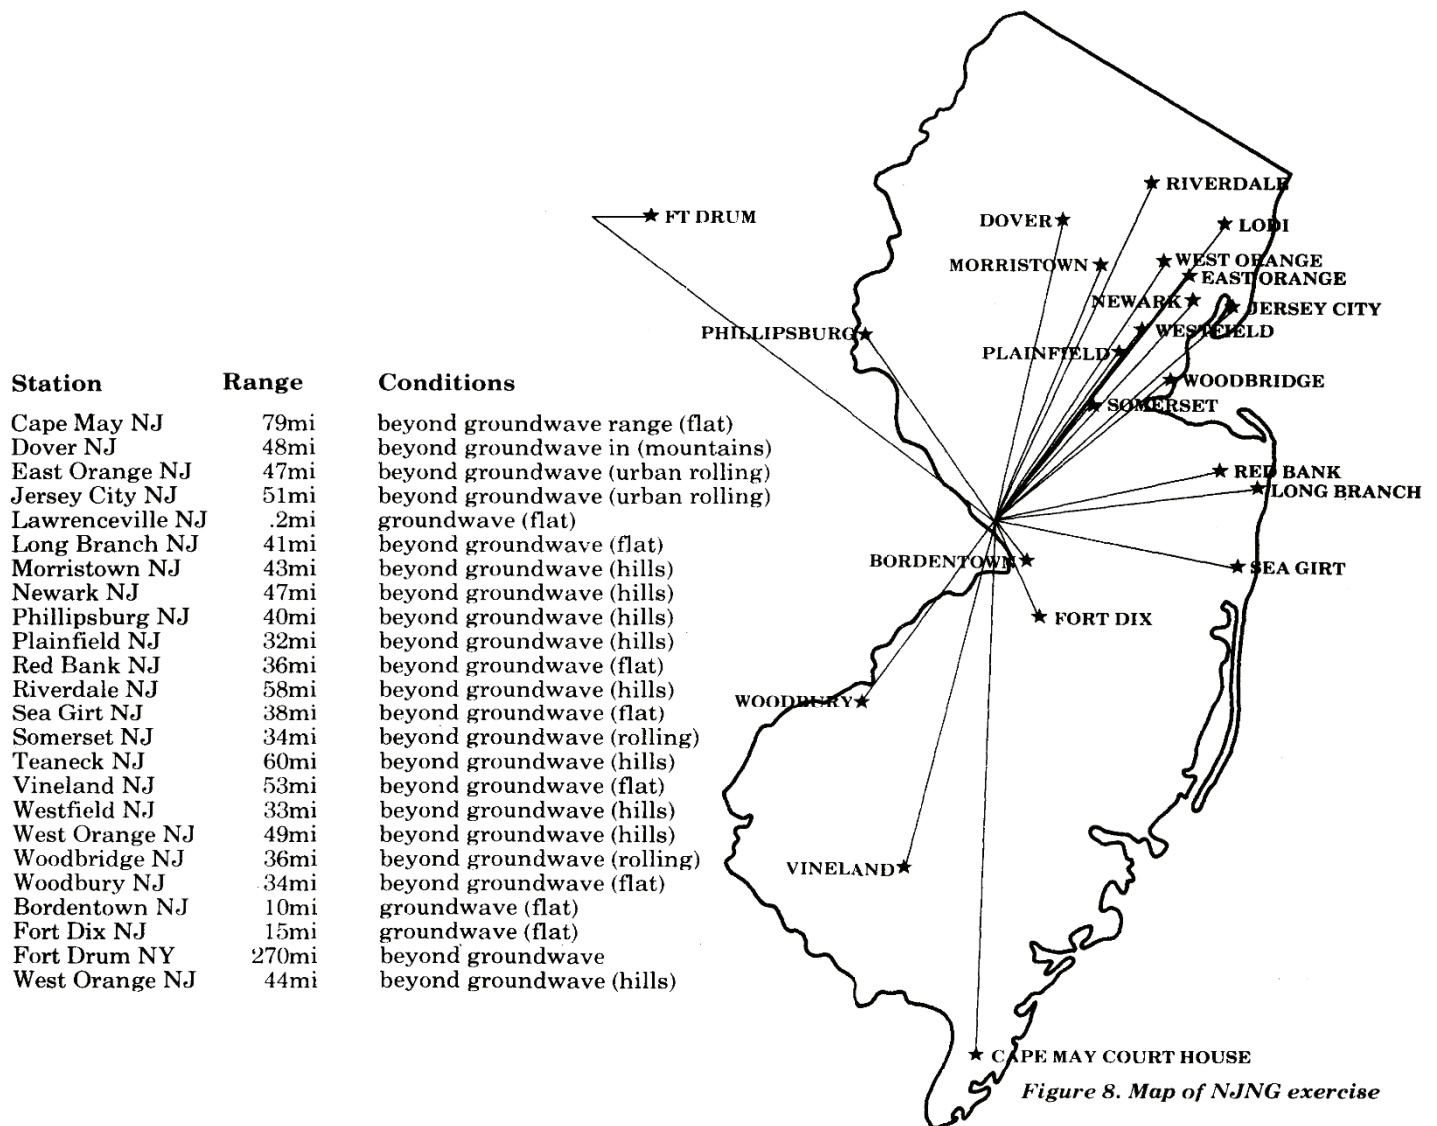 RIVERDALE
FT DRUM
DOVER
LODI
MORRISTOWN
WEST ORANGE
EAST ORANGE
NEWARK
JERSEY CITY
PHILLIPSBURG
WESTFIELD
PLAINFIELD
WOODBRIDGE
SOMERSET
RED BANK
LONG BRANCH
BORDENTOWN
SEA GIRT
FORT DIX
WOODBURY
VINELAND
CAPE MAY COURT HOUSE
Station Range Conditions
Cape May NJ 79mi beyond groundwave range (flat)
Dover NJ 48mi beyond groundwave in (mountains)
East Orange NJ 47mi beyond groundwave (urban rolling)
Jersey City NJ 51mi beyond groundwave (urban rolling)
Lawrenceville NJ .2mi groundwave (flat)
Long Branch NJ 41mi beyond groundwave (flat)
Morristown NJ 43mi beyond groundwave (hills)
Newark NJ 47mi beyond groundwave (hills)
Phillipsburg NJ 40mi beyond groundwave (hills)
Plainfield NJ 32mi beyond groundwave (hills)
Red Bank NJ 36mi beyond groundwave (flat)
Riverdale NJ 58mi beyond groundwave (hills)
Sea Girt NJ 38mi beyond groundwave (flat)
Somerset NJ 34mi beyond groundwave (rolling)
Teaneck NJ 60mi beyond groundwave (hills)
Vineland NJ 53mi beyond groundwave (flat)
Westfield NJ 33mi beyond groundwave (hills)
West Orange NJ 49mi beyond groundwave (hills)
Woodbridge NJ 36mi beyond groundwave (rolling)
Woodbury NJ 34mi beyond groundwave (flat)
Bordentown NJ 10mi groundwave (flat)
Fort Dix NJ 15mi groundwave (flat)
Fort Drum NY 270mi beyond groundwave
West Orange NJ 44mi beyond groundwave (hills)
Figure 8. Map of NJNG exercise